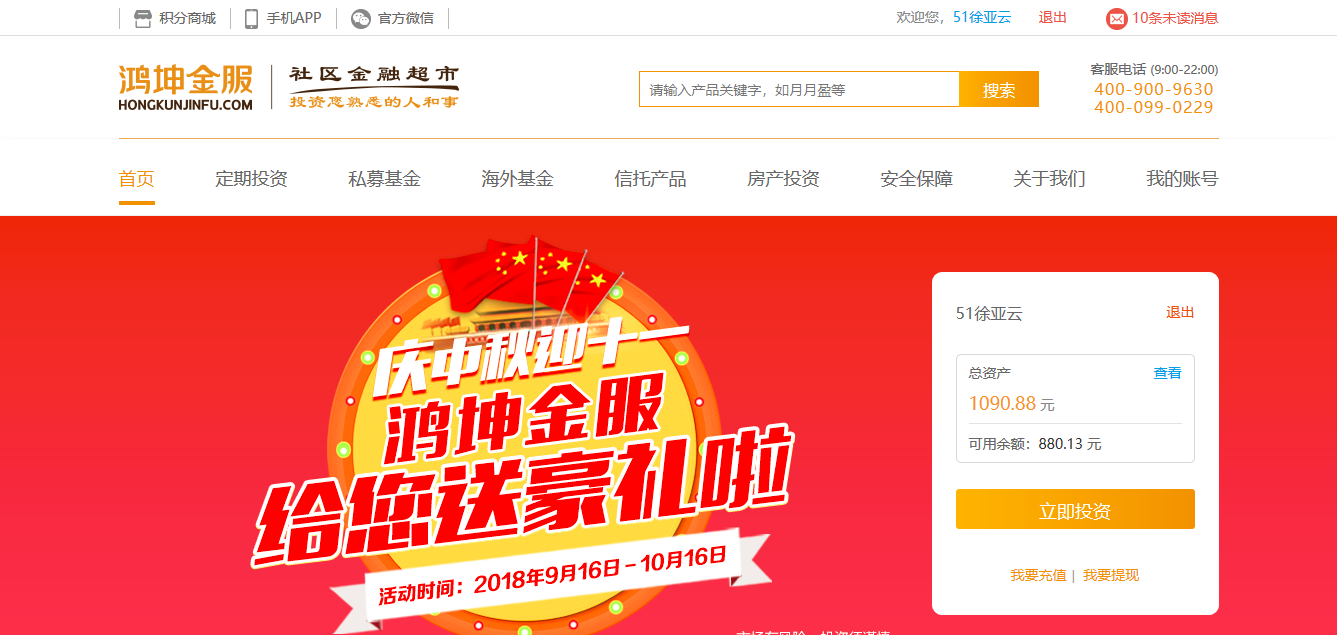 积分商城 手机APP 官方微信 欢迎您，51徐亚云 退出 10条未读消息
鸿坤金服
HONGKUNJINFU.COM
社区金融超市
投资您熟悉的人和事
请输入产品关键字，如月月盈等 搜索
客服电话 (9:00-22:00)
400-900-9630
400-099-0229
首页 定期投资 私募基金 海外基金 信托产品 房产投资 安全保障 关于我们 我的账号
庆中秋迎十一
鸿坤金服
给您送豪礼啦
活动时间：2018年9月16日－10月16日
51徐亚云 退出
总资产 查看
1090.88 元
可用余额：880.13 元
立即投资
我要充值 | 我要提现